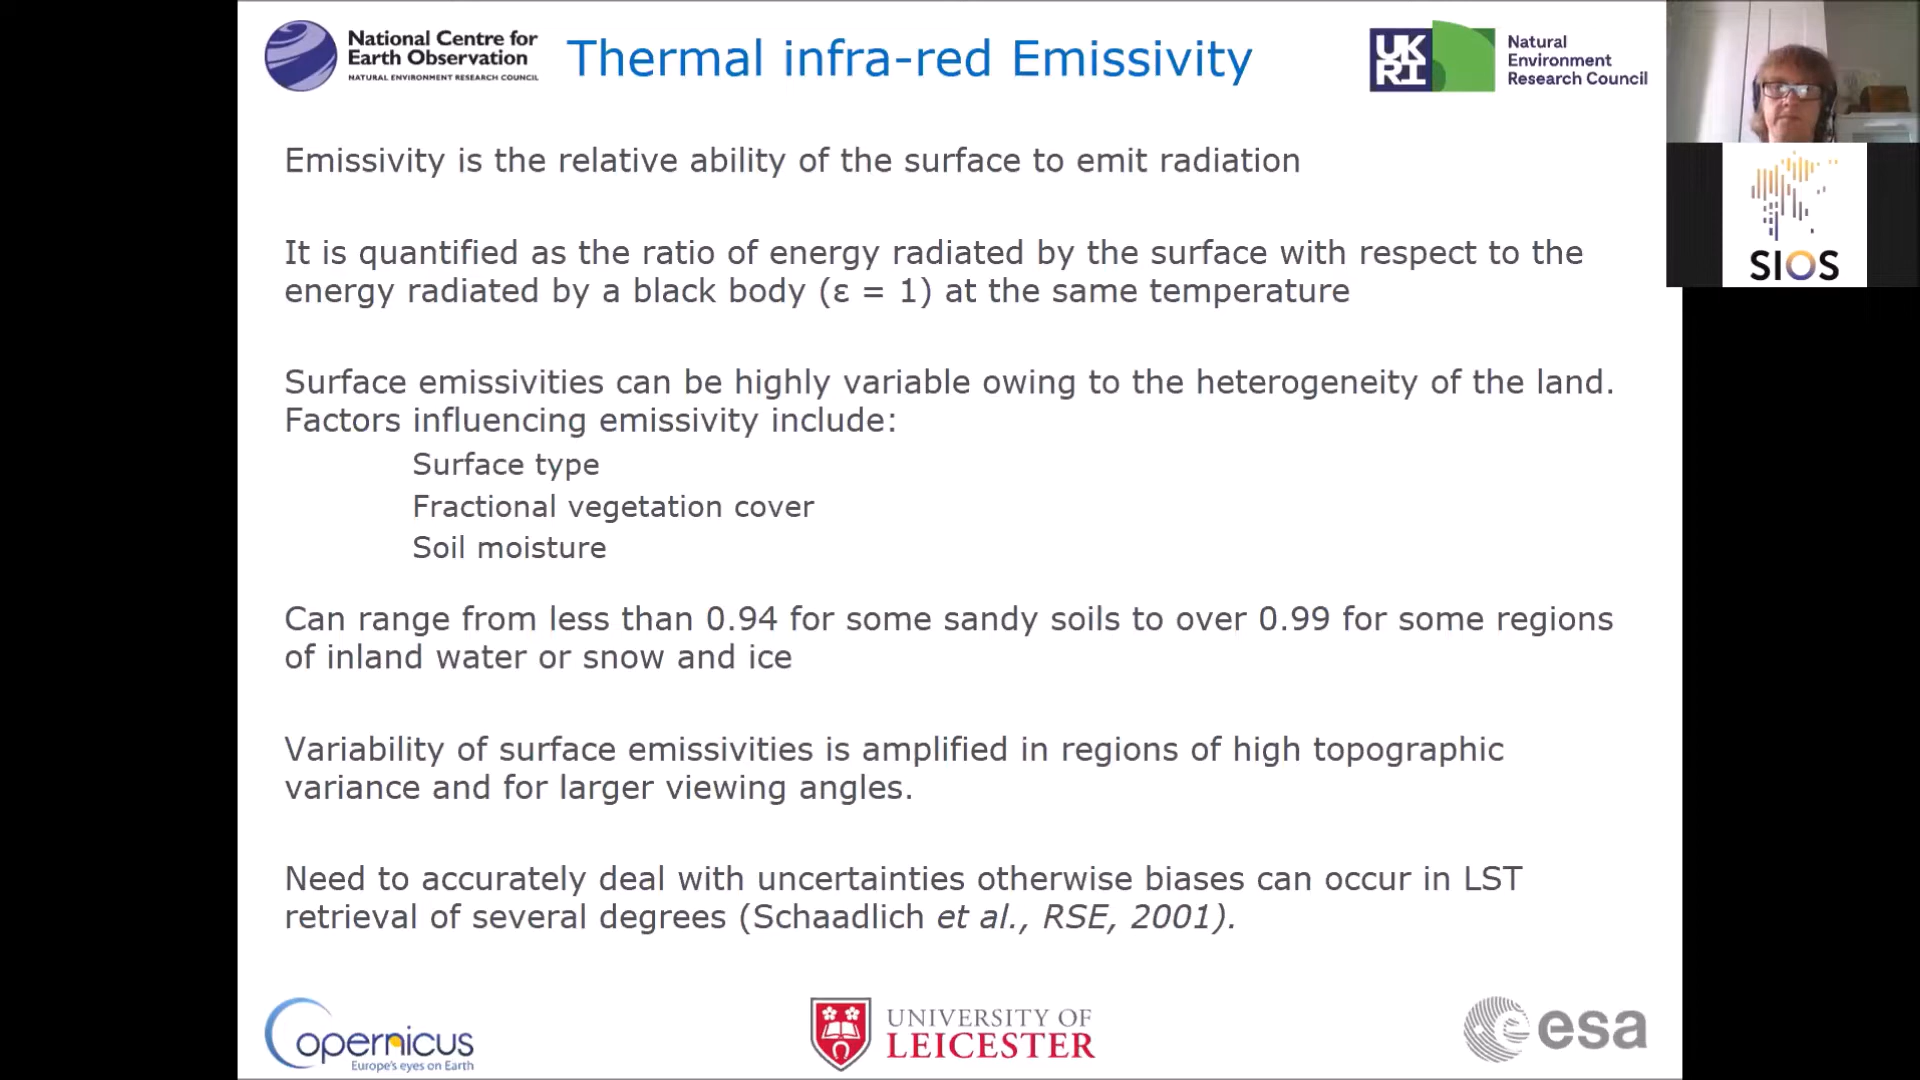 National Centre for
Earth Observation
NATURAL ENVIRONMENT RESEARCH COUNCIL
Thermal infra-red Emissivity
UK
RI
Natural
Environment
Research Council
SIOS
Emissivity is the relative ability of the surface to emit radiation
It is quantified as the ratio of energy radiated by the surface with respect to the
energy radiated by a black body (ε = 1) at the same temperature
Surface emissivities can be highly variable owing to the heterogeneity of the land.
Factors influencing emissivity include:
Surface type
Fractional vegetation cover
Soil moisture
Can range from less than 0.94 for some sandy soils to over 0.99 for some regions
of inland water or snow and ice
Variability of surface emissivities is amplified in regions of high topographic
variance and for larger viewing angles.
Need to accurately deal with uncertainties otherwise biases can occur in LST
retrieval of several degrees (Schaadlich et al., RSE, 2001).
Copernicus
Europe's eyes on Earth
UNIVERSITY OF
LEICESTER
esa